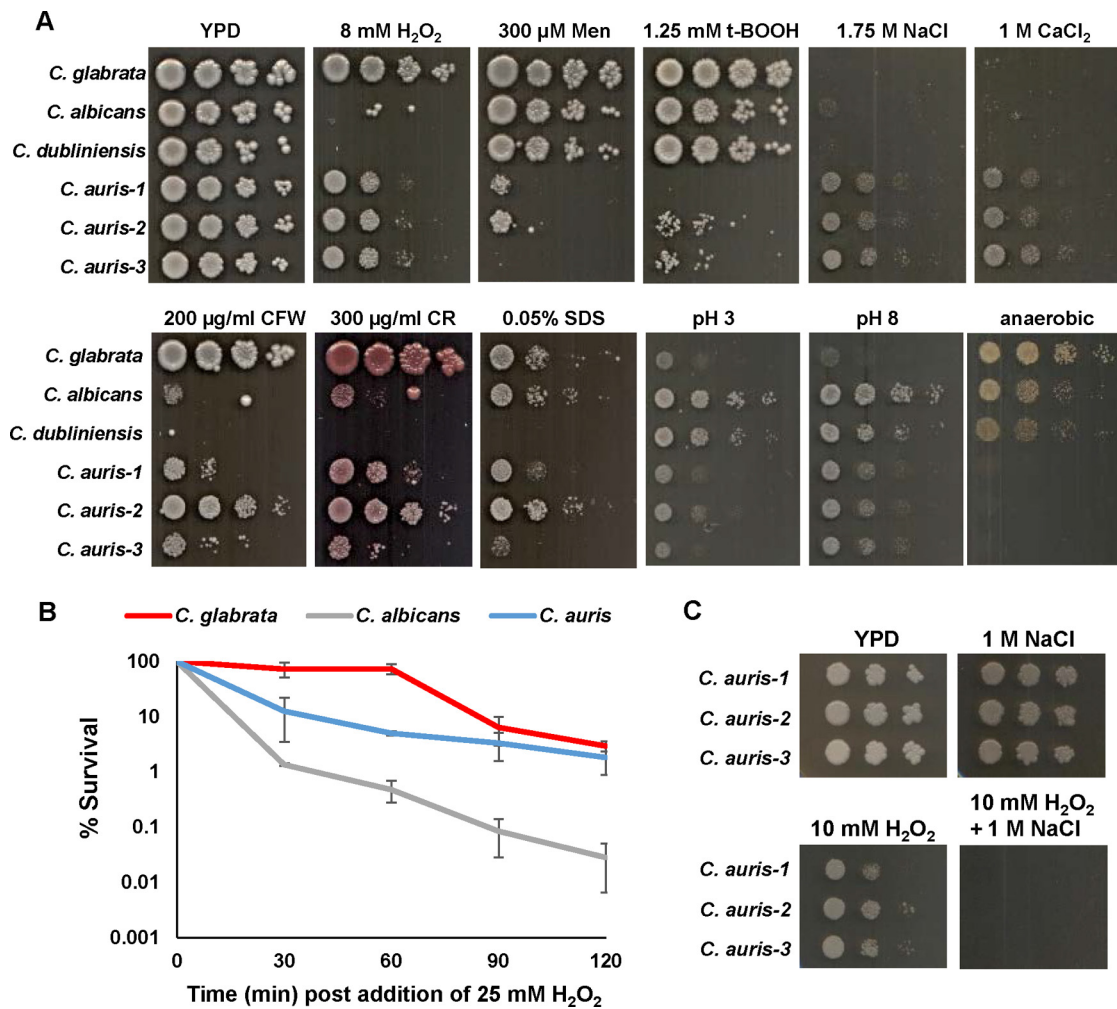 A
YPD
8 mM H₂O₂
300 µM Men
1.25 mM t-BOOH
1.75 M NaCl
1 M CaCl₂
C. glabrata
C. albicans
C. dubliniensis
C. auris-1
C. auris-2
C. auris-3
200 µg/ml CFW
300 µg/ml CR
0.05% SDS
pH 3
pH 8
anaerobic
C. glabrata
C. albicans
C. dubliniensis
C. auris-1
C. auris-2
C. auris-3
B
C. glabrata
C. albicans
C. auris
% Survival
100
10
1
0.1
0.01
0.001
0
30
60
90
120
Time (min) post addition of 25 mM H₂O₂
C
YPD
1 M NaCl
C. auris-1
C. auris-2
C. auris-3
10 mM H₂O₂
10 mM H₂O₂
+ 1 M NaCl
C. auris-1
C. auris-2
C. auris-3